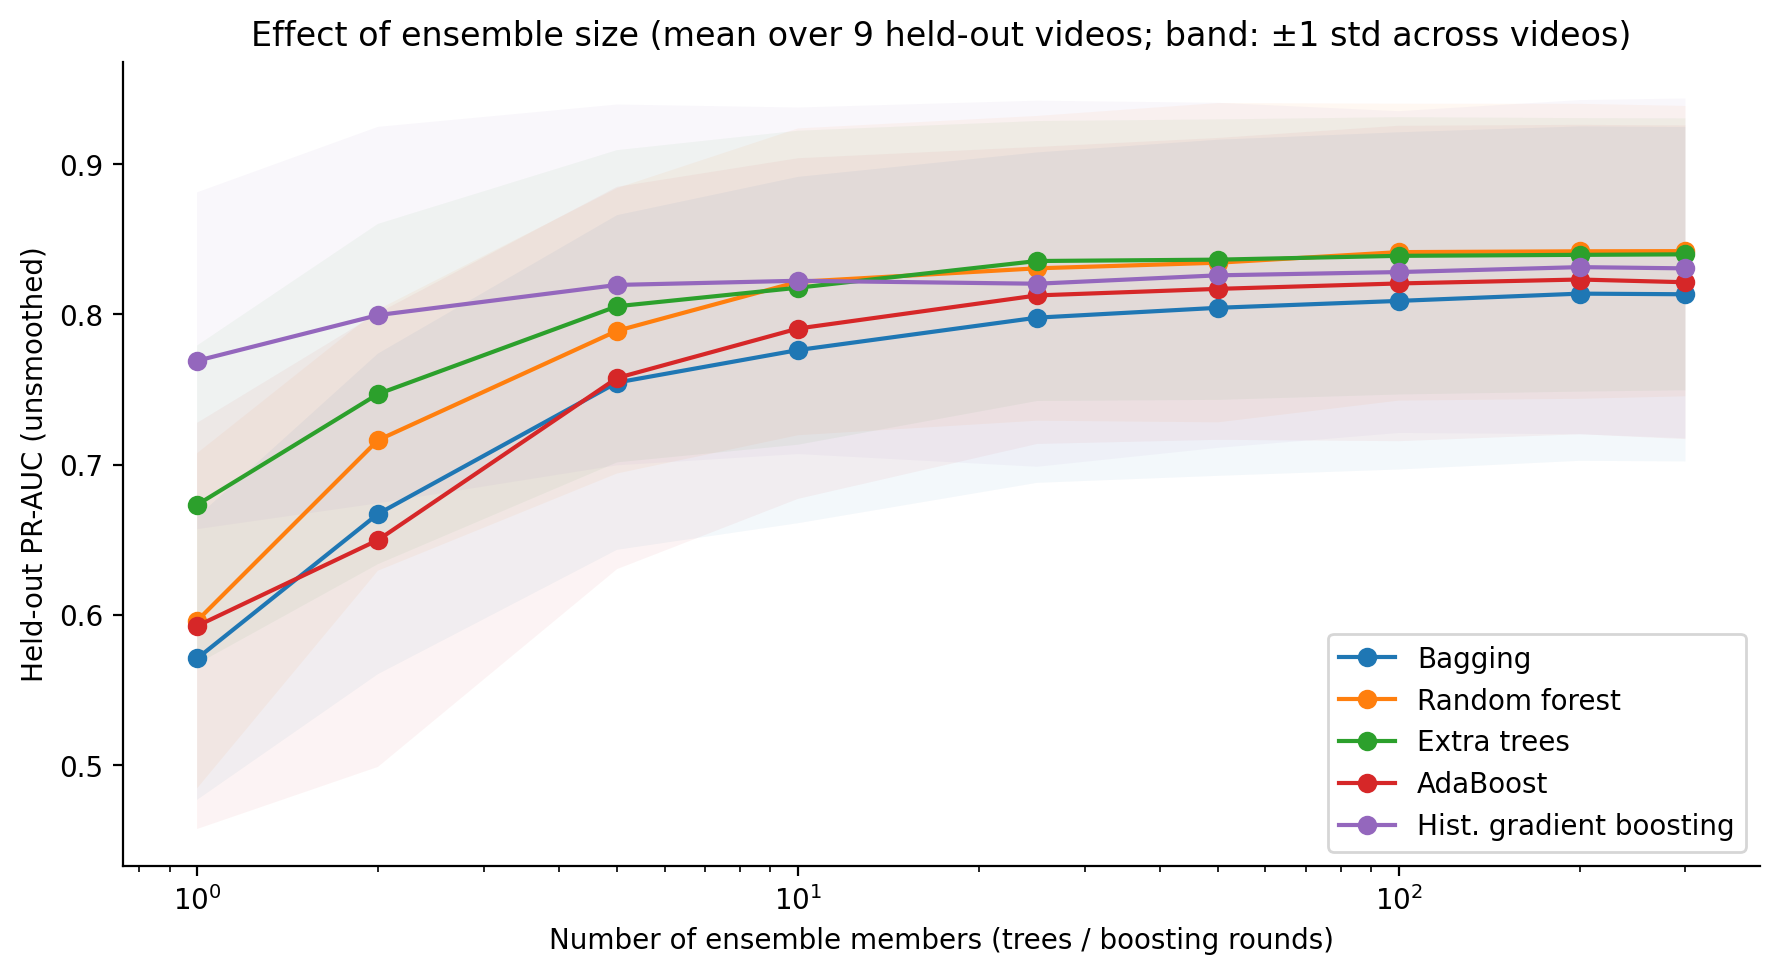 Effect of ensemble size (mean over 9 held-out videos; band: ±1 std across videos)
Held-out PR-AUC (unsmoothed)
0.9
0.8
0.7
0.6
0.5
10⁰
10¹
10²
Number of ensemble members (trees / boosting rounds)
Bagging
Random forest
Extra trees
AdaBoost
Hist. gradient boosting